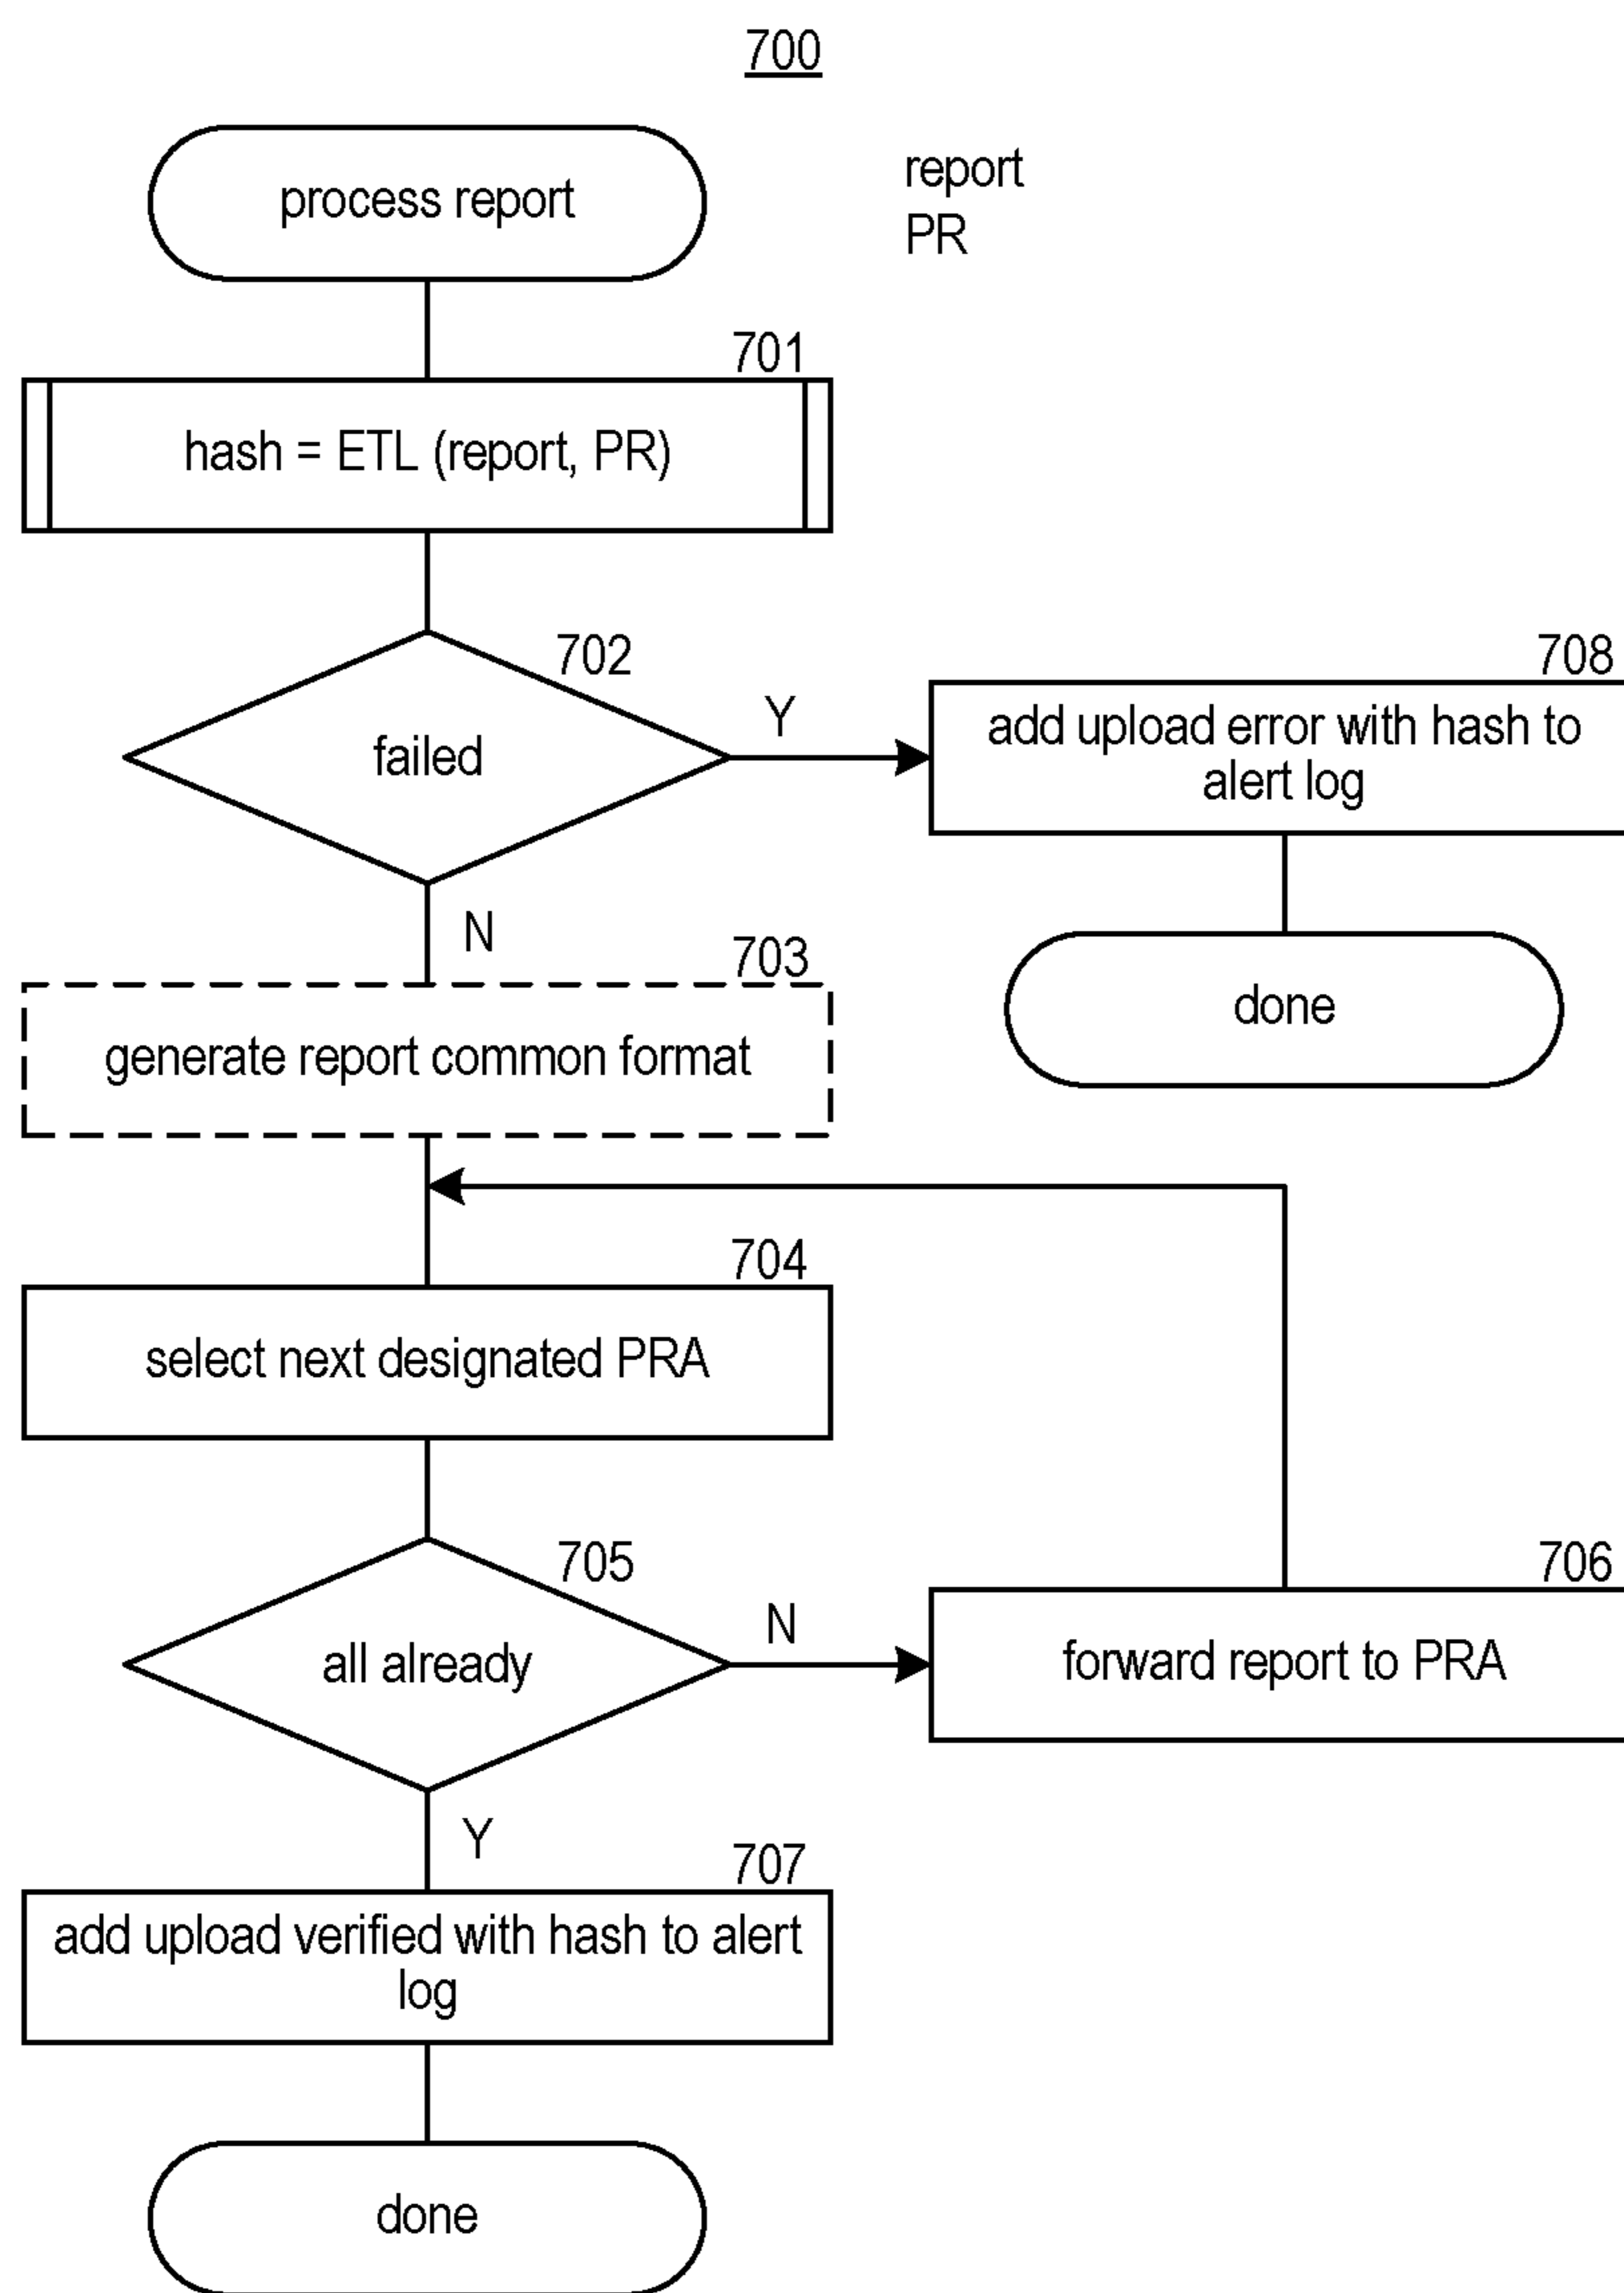 700
process report
report
PR
701
hash = ETL (report, PR)
702
failed
Y
708
add upload error with hash to
alert log
N
done
703
generate report common format
704
select next designated PRA
705
all already
N
706
forward report to PRA
Y
707
add upload verified with hash to alert
log
done